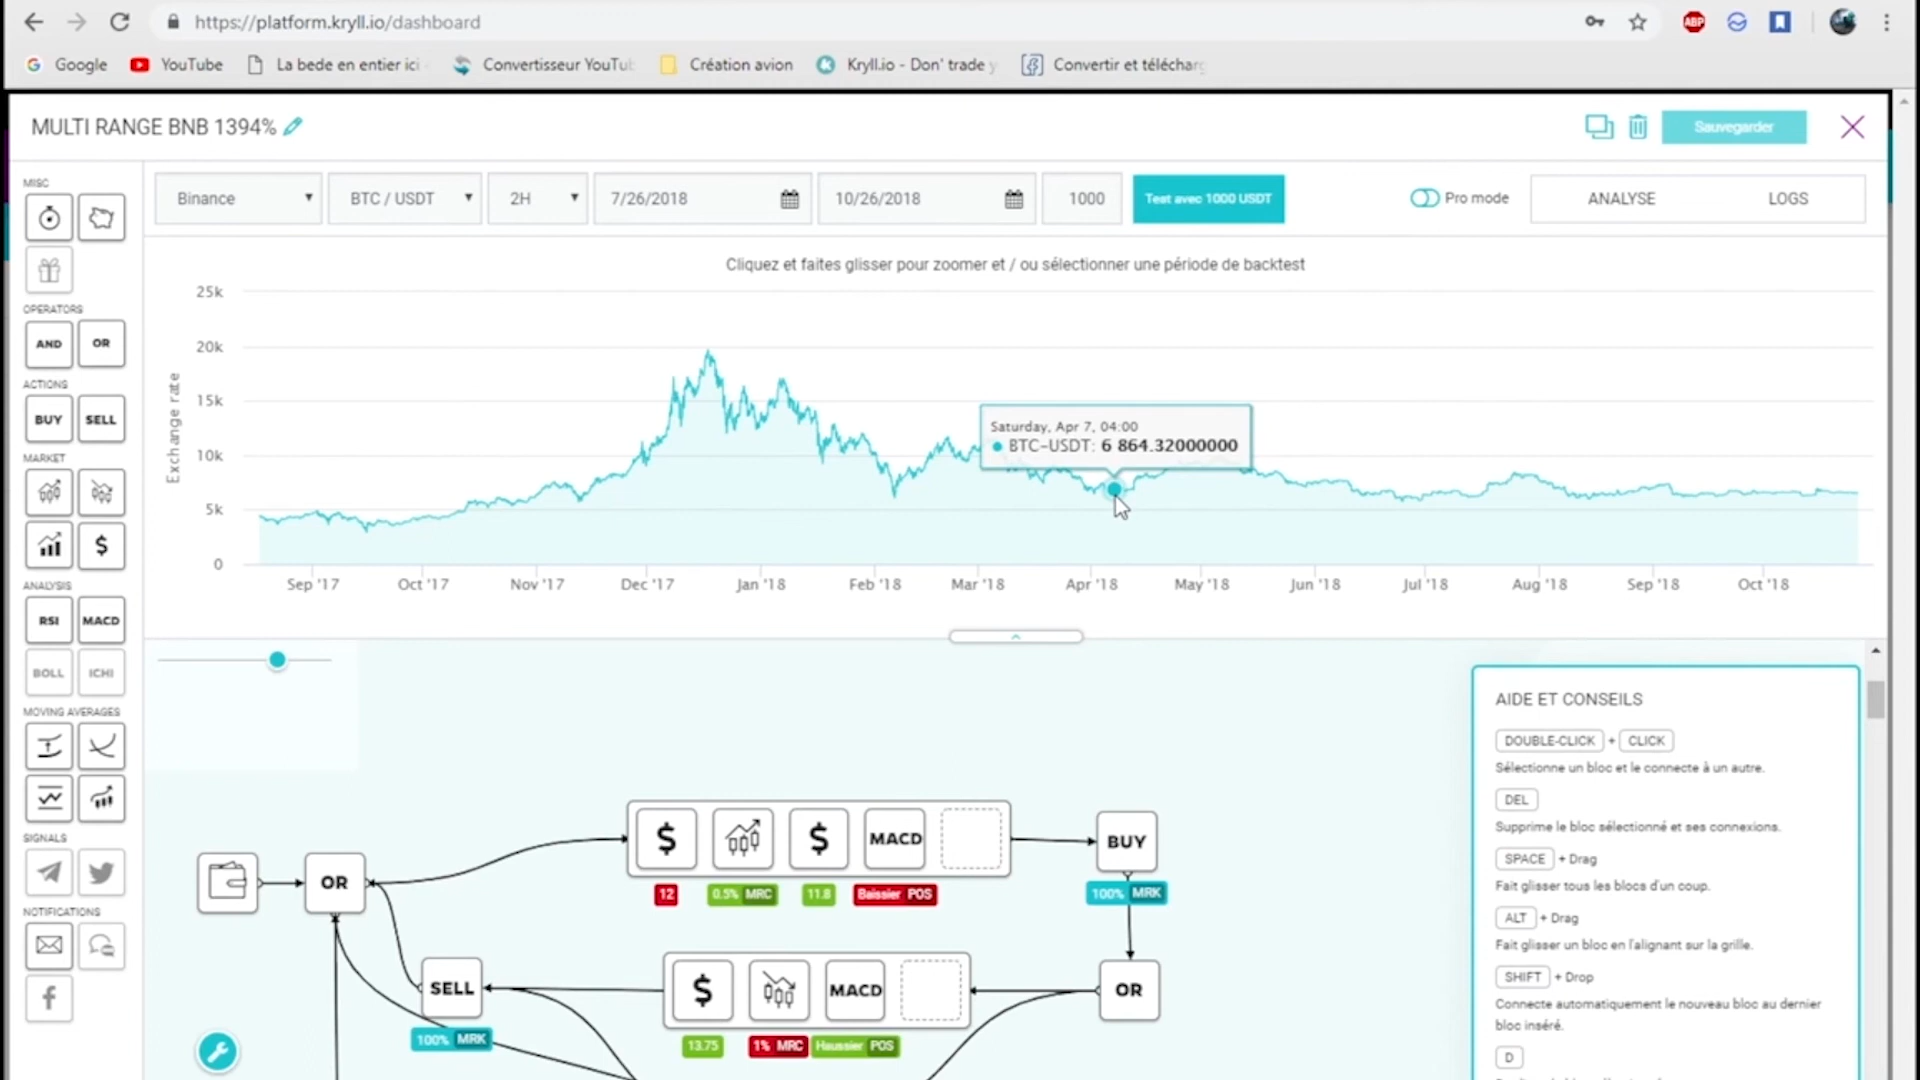 https://platform.kryll.io/dashboard
ABP
Google
YouTube
La bede en entier ici
Convertisseur YouTu
Création avion
Kryll.io - Don' trade y
Convertir et téléchar
MULTI RANGE BNB 1394%
Sauvegarder
MISC
Binance
BTC / USDT
2H
7/26/2018
10/26/2018
1000
Test avec 1000 USDT
Pro mode
ANALYSE
LOGS
Cliquez et faites glisser pour zoomer et / ou sélectionner une période de backtest
OPERATORS
AND
OR
ACTIONS
BUY
SELL
MARKET
$
ANALYSIS
RSI
MACD
BOLL
ICHI
MOVING AVERAGES
SIGNALS
NOTIFICATIONS
Exchange rate
25k
20k
15k
10k
5k
0
Saturday, Apr 7, 04:00
BTC-USDT: 6 864.32000000
Sep '17
Oct '17
Nov '17
Dec '17
Jan '18
Feb '18
Mar '18
Apr '18
May '18
Jun '18
Jul '18
Aug '18
Sep '18
Oct '18
OR
$
$
MACD
12
0.5% MRC
11.8
Baissier POS
BUY
100% MRK
SELL
100% MRK
$
MACD
13.75
1% MRC
Haussier POS
OR
AIDE ET CONSEILS
DOUBLE-CLICK + CLICK
Sélectionne un bloc et le connecte à un autre.
DEL
Supprime le bloc sélectionné et ses connexions.
SPACE + Drag
Fait glisser tous les blocs d'un coup.
ALT + Drag
Fait glisser un bloc en l'alignant sur la grille.
SHIFT + Drop
Connecte automatiquement le nouveau bloc au dernier
bloc inséré.
D